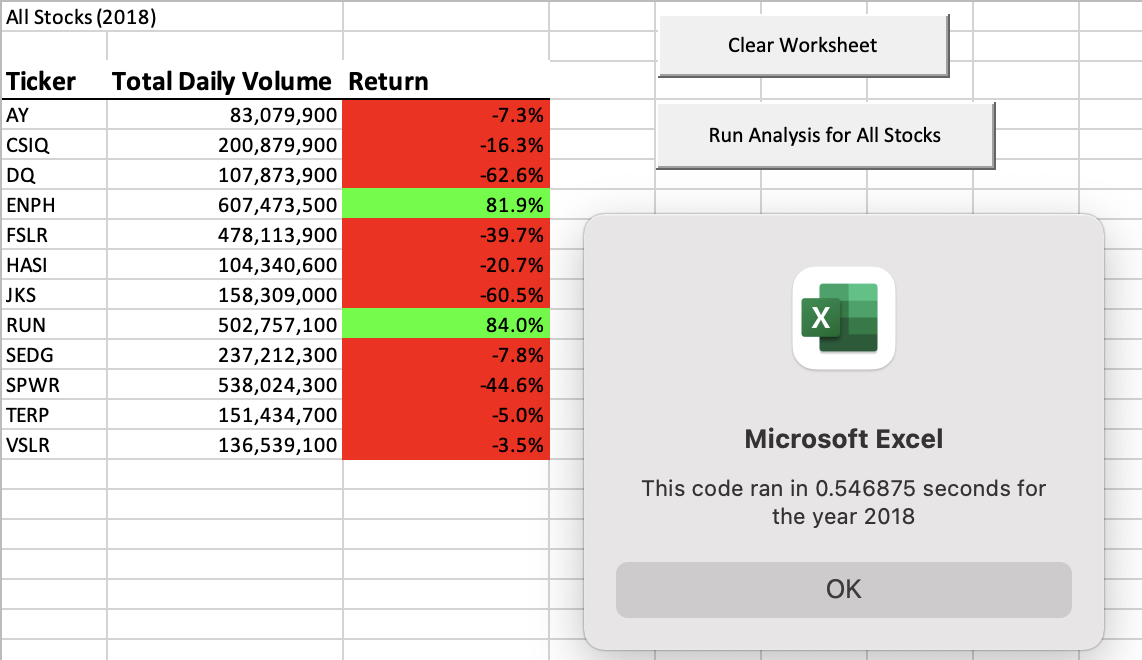 All Stocks (2018)
Clear Worksheet
Ticker Total Daily Volume Return
AY 83,079,900 -7.3%
Run Analysis for All Stocks
CSIQ 200,879,900 -16.3%
DQ 107,873,900 -62.6%
ENPH 607,473,500 81.9%
FSLR 478,113,900 -39.7%
HASI 104,340,600 -20.7%
JKS 158,309,000 -60.5%
RUN 502,757,100 84.0%
SEDG 237,212,300 -7.8%
SPWR 538,024,300 -44.6%
TERP 151,434,700 -5.0%
VSLR 136,539,100 -3.5%
X
Microsoft Excel
This code ran in 0.546875 seconds for
the year 2018
OK